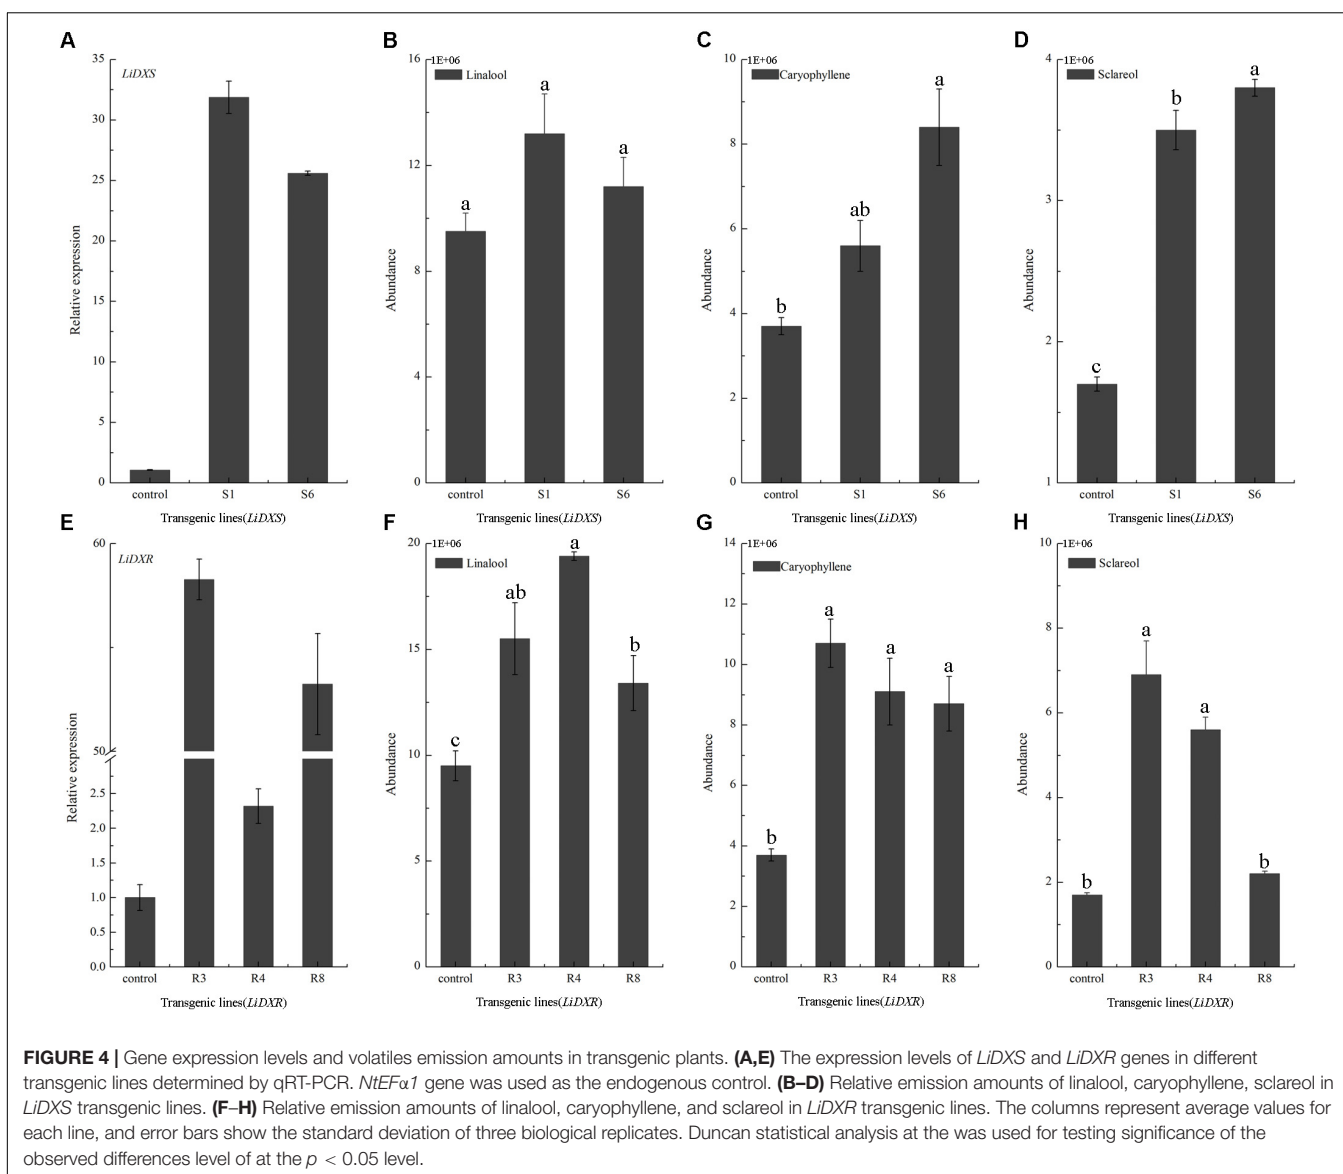 A
35
30
25
20
15
10
5
0
Relative expression
LiDXS
control S1 S6
Transgenic lines(LiDXS)
B
16
12
8
4
0
1E+06
Abundance
Linalool
a
a
a
control S1 S6
Transgenic lines(LiDXS)
C
10
8
6
4
2
0
1E+06
Abundance
Caryophyllene
b
ab
a
control S1 S6
Transgenic lines(LiDXS)
D
4
3
2
1
1E+06
Abundance
Sclareol
c
b
a
control S1 S6
Transgenic lines(LiDXS)
E
60
50
2.5
2.0
1.5
1.0
0.5
0.0
Relative expression
LiDXR
control R3 R4 R8
Transgenic lines(LiDXR)
F
20
15
10
5
0
1E+06
Abundance
Linalool
c
ab
a
b
control R3 R4 R8
Transgenic lines(LiDXR)
G
14
12
10
8
6
4
2
0
1E+06
Abundance
Caryophyllene
b
a
a
a
control R3 R4 R8
Transgenic lines(LiDXR)
H
10
8
6
4
2
0
1E+06
Abundance
Sclareol
b
a
a
b
control R3 R4 R8
Transgenic lines(LiDXR)
FIGURE 4 | Gene expression levels and volatiles emission amounts in transgenic plants. (A,E) The expression levels of LiDXS and LiDXR genes in different
transgenic lines determined by qRT-PCR. NtEFα1 gene was used as the endogenous control. (B–D) Relative emission amounts of linalool, caryophyllene, sclareol in
LiDXS transgenic lines. (F–H) Relative emission amounts of linalool, caryophyllene, and sclareol in LiDXR transgenic lines. The columns represent average values for
each line, and error bars show the standard deviation of three biological replicates. Duncan statistical analysis at the was used for testing significance of the
observed differences level of at the p < 0.05 level.